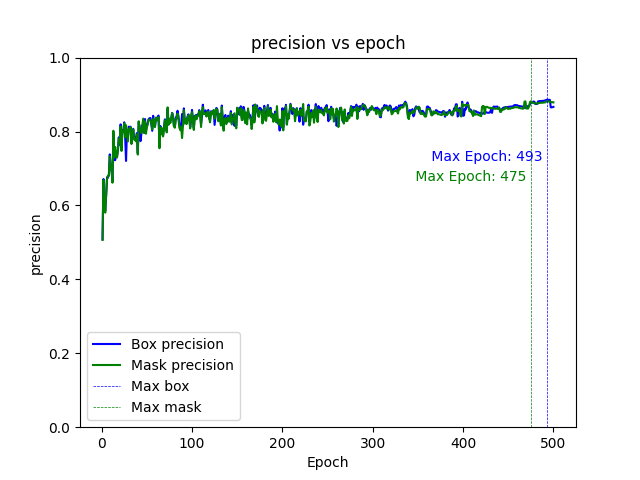 precision vs epoch
1.0
0.8
0.6
0.4
0.2
0.0
precision
Max Epoch: 493
Max Epoch: 475
Box precision
Mask precision
Max box
Max mask
0 100 200 300 400 500
Epoch